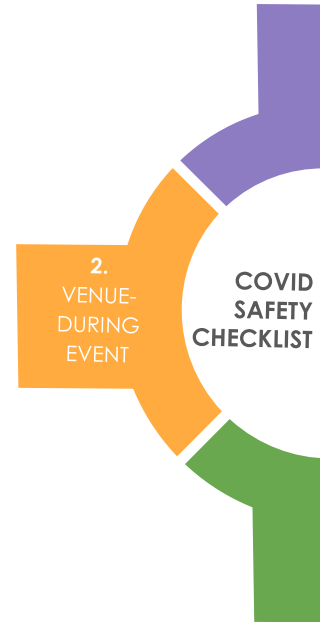 2.
VENUE-
DURING
EVENT
COVID
SAFETY
CHECKLIST